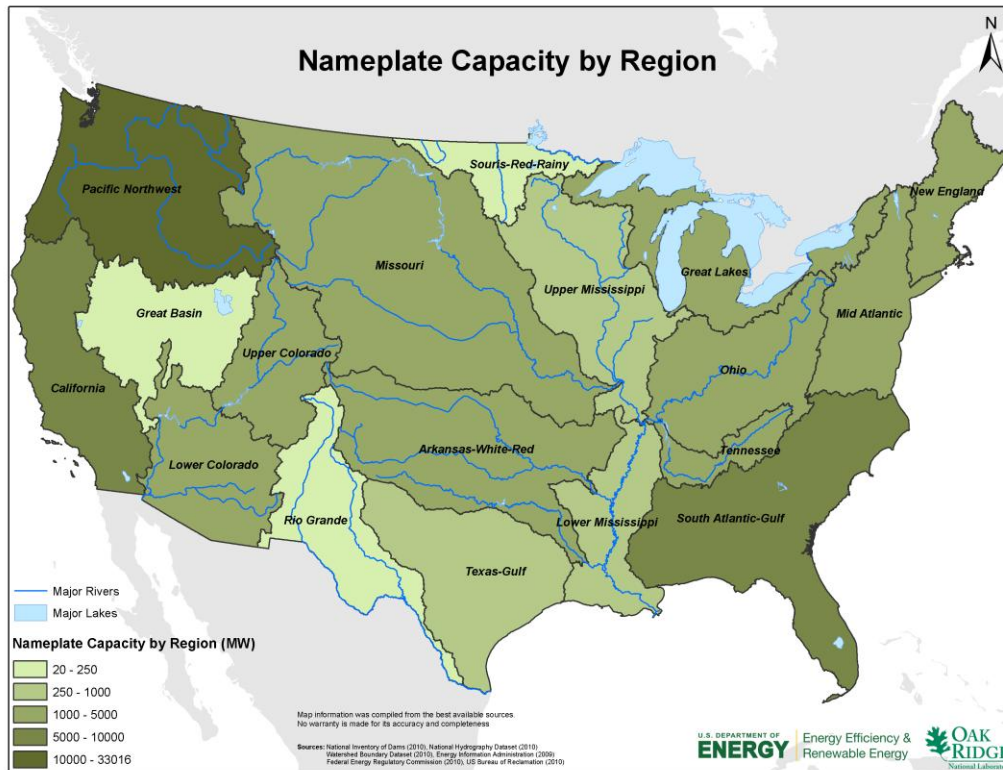 Nameplate Capacity by Region
N
Souris-Red-Rainy
Pacific Northwest
New England
Missouri
Great Lakes
Upper Mississippi
Great Basin
Mid Atlantic
Upper Colorado
Ohio
California
Arkansas-White-Red
Tennessee
Lower Colorado
Rio Grande
Lower Mississippi
South Atlantic-Gulf
Texas-Gulf
Major Rivers
Major Lakes
Nameplate Capacity by Region (MW)
20 - 250
250 - 1000
1000 - 5000
5000 - 10000
10000 - 33016
Map information was compiled from the best available sources.
No warranty is made for its accuracy and completeness
Sources: National Inventory of Dams (2010), National Hydrography Dataset (2010)
Watershed Boundary Dataset (2010), Energy Information Administration (2009)
Federal Energy Regulatory Commission (2010), US Bureau of Reclamation (2010)
U.S. DEPARTMENT OF
ENERGY
Energy Efficiency &
Renewable Energy
OAK
RIDGE
National